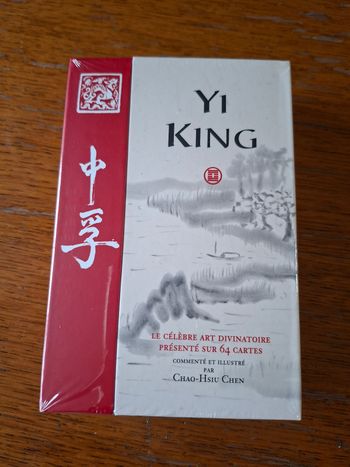 YI
KING
中
孚
LE CÉLÈBRE ART DIVINATOIRE
PRÉSENTÉ SUR 64 CARTES
COMMENTÉ ET ILLUSTRÉ
PAR
CHAO-HSIU CHEN